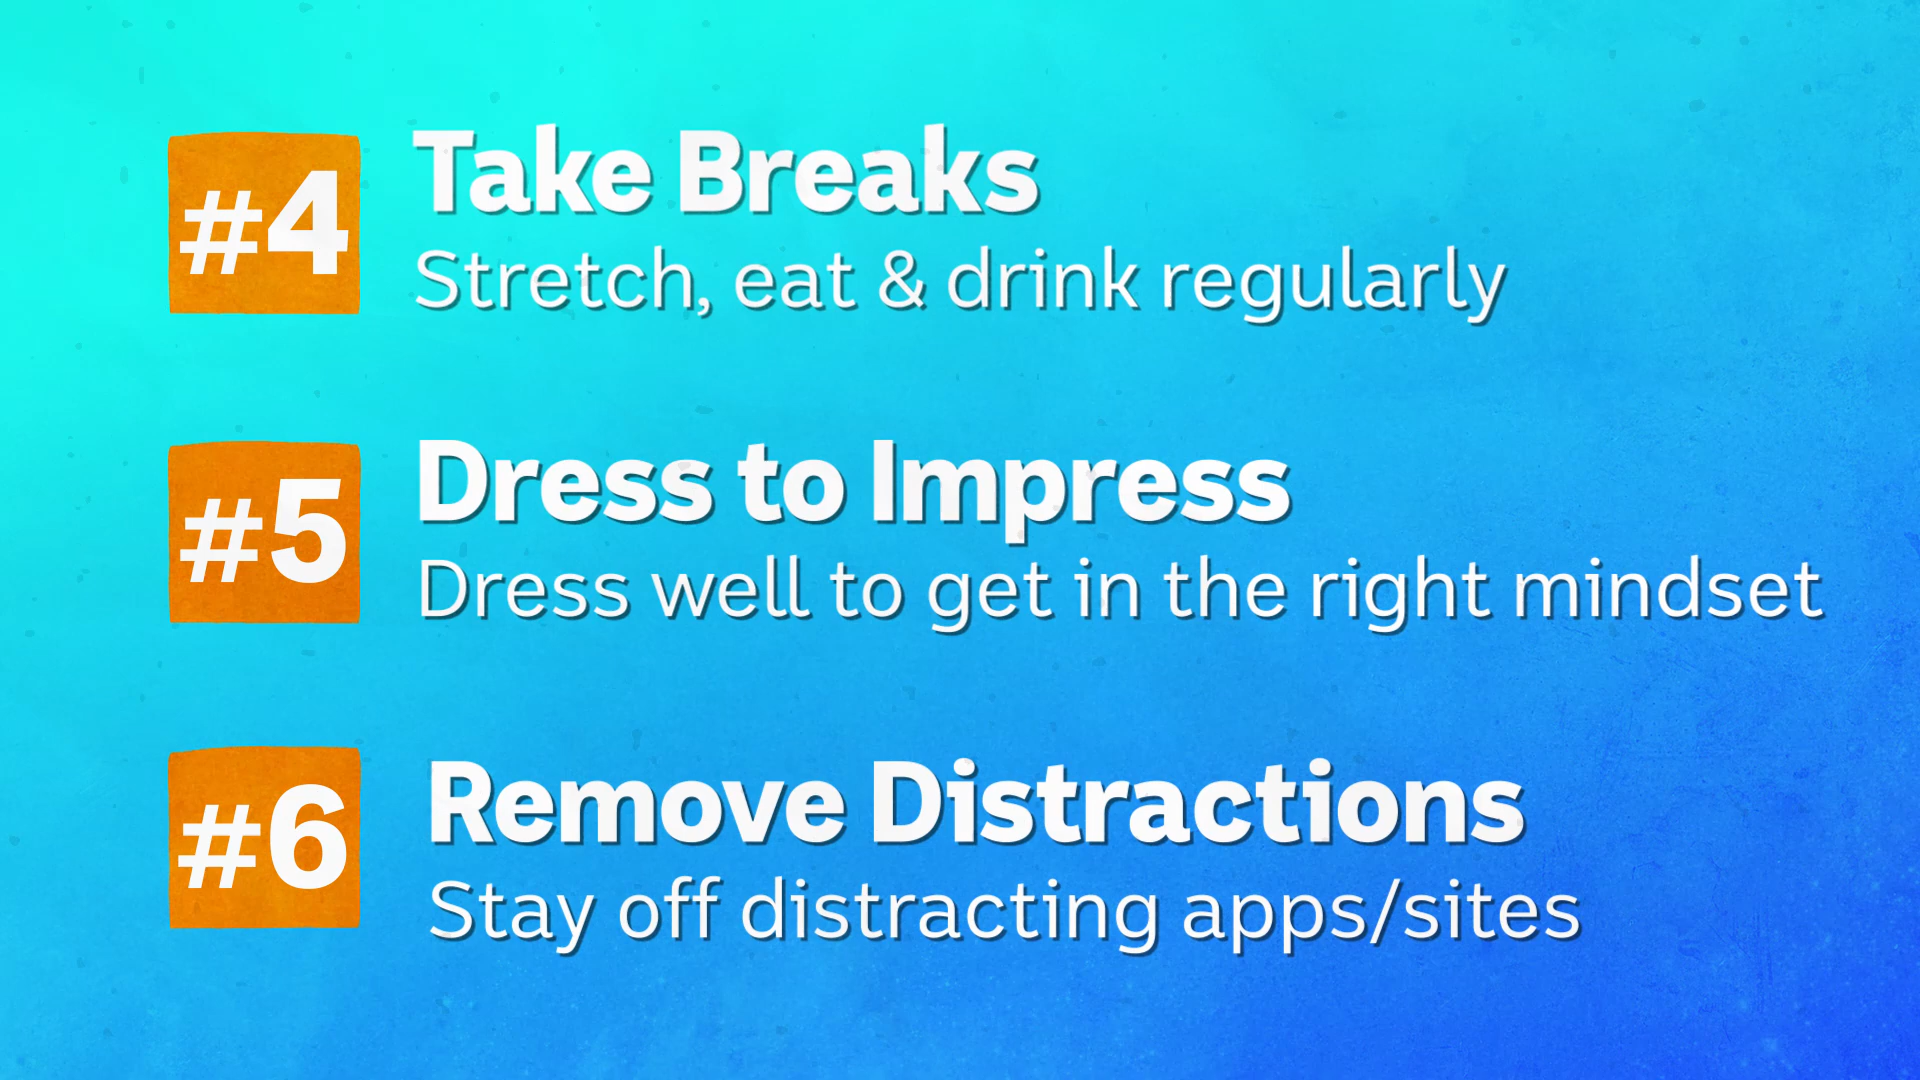 #4
Take Breaks
Stretch, eat & drink regularly
#5
Dress to Impress
Dress well to get in the right mindset
#6
Remove Distractions
Stay off distracting apps/sites